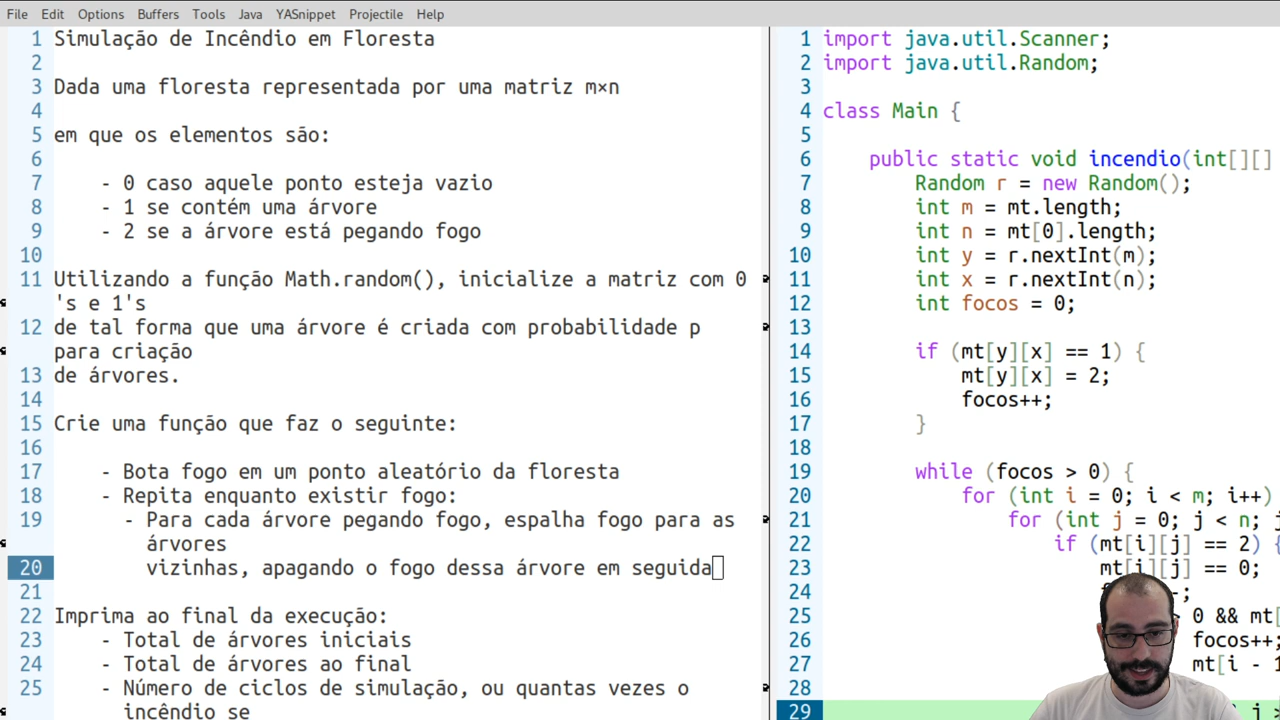 File Edit Options Buffers Tools Java YASnippet Projectile Help
1 Simulação de Incêndio em Floresta
2
3 Dada uma floresta representada por uma matriz m×n
4
5 em que os elementos são:
6
7 - 0 caso aquele ponto esteja vazio
8 - 1 se contém uma árvore
9 - 2 se a árvore está pegando fogo
10
11 Utilizando a função Math.random(), inicialize a matriz com 0
's e 1's
12 de tal forma que uma árvore é criada com probabilidade p
para criação
13 de árvores.
14
15 Crie uma função que faz o seguinte:
16
17 - Bota fogo em um ponto aleatório da floresta
18 - Repita enquanto existir fogo:
19 - Para cada árvore pegando fogo, espalha fogo para as
árvores
20 vizinhas, apagando o fogo dessa árvore em seguida
21
22 Imprima ao final da execução:
23 - Total de árvores iniciais
24 - Total de árvores ao final
25 - Número de ciclos de simulação, ou quantas vezes o
incêndio se
1 import java.util.Scanner;
2 import java.util.Random;
3
4 class Main {
5
6 public static void incendio(int[][]
7 Random r = new Random();
8 int m = mt.length;
9 int n = mt[0].length;
10 int y = r.nextInt(m);
11 int x = r.nextInt(n);
12 int focos = 0;
13
14 if (mt[y][x] == 1) {
15 mt[y][x] = 2;
16 focos++;
17 }
18
19 while (focos > 0) {
20 for (int i = 0; i < m; i++)
21 for (int j = 0; j < n; j
22 if (mt[i][j] == 2) {
23 mt[i][j] == 0;
24 -;
25 > 0 && mt[
26 focos++;
27 mt[i - 1
28
29 j >